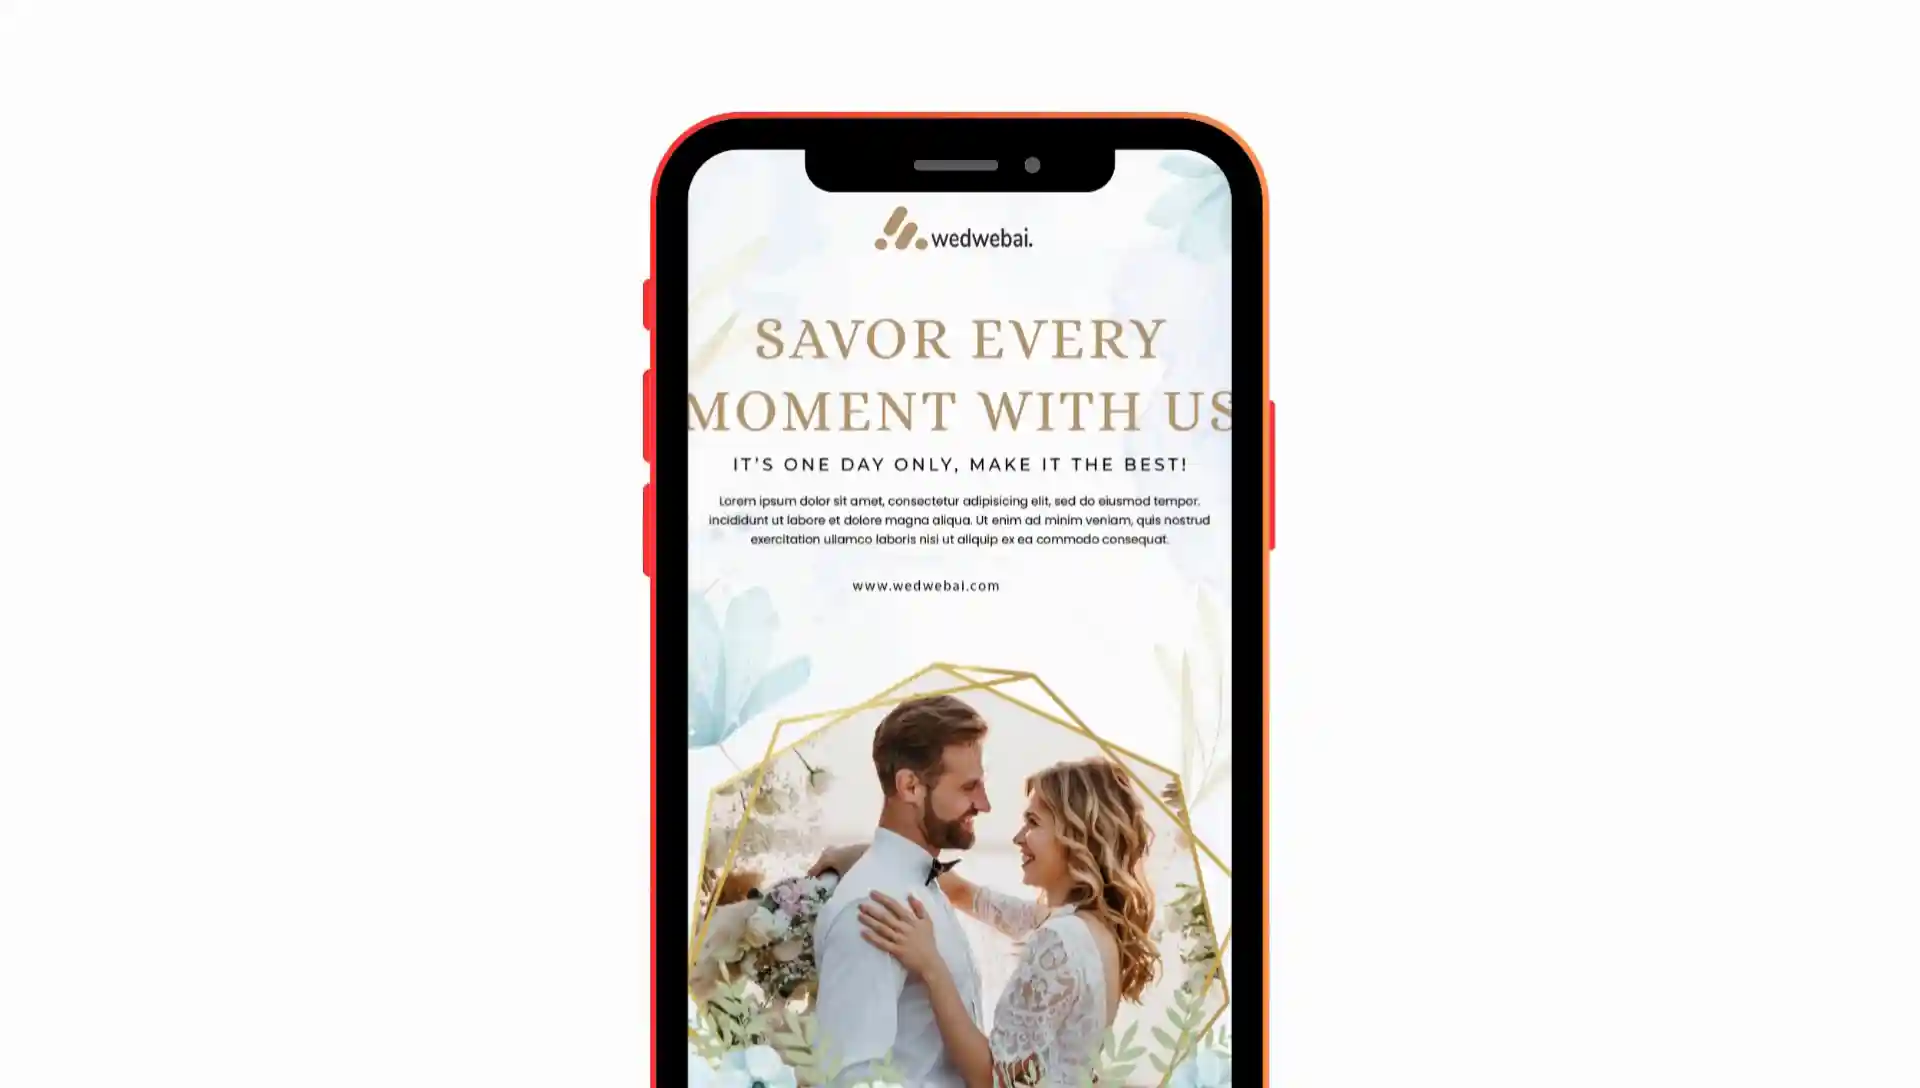 wedwebai.
SAVOR EVERY
MOMENT WITH US
IT'S ONE DAY ONLY, MAKE IT THE BEST!
Lorem ipsum dolor sit amet, consectetur adipisicing elit, sed do eiusmod tempor.
incididunt ut labore et dolore magna aliqua. Ut enim ad minim veniam, quis nostrud
exercitation ullamco laboris nisi ut aliquip ex ea commodo consequat.
www.wedwebai.com